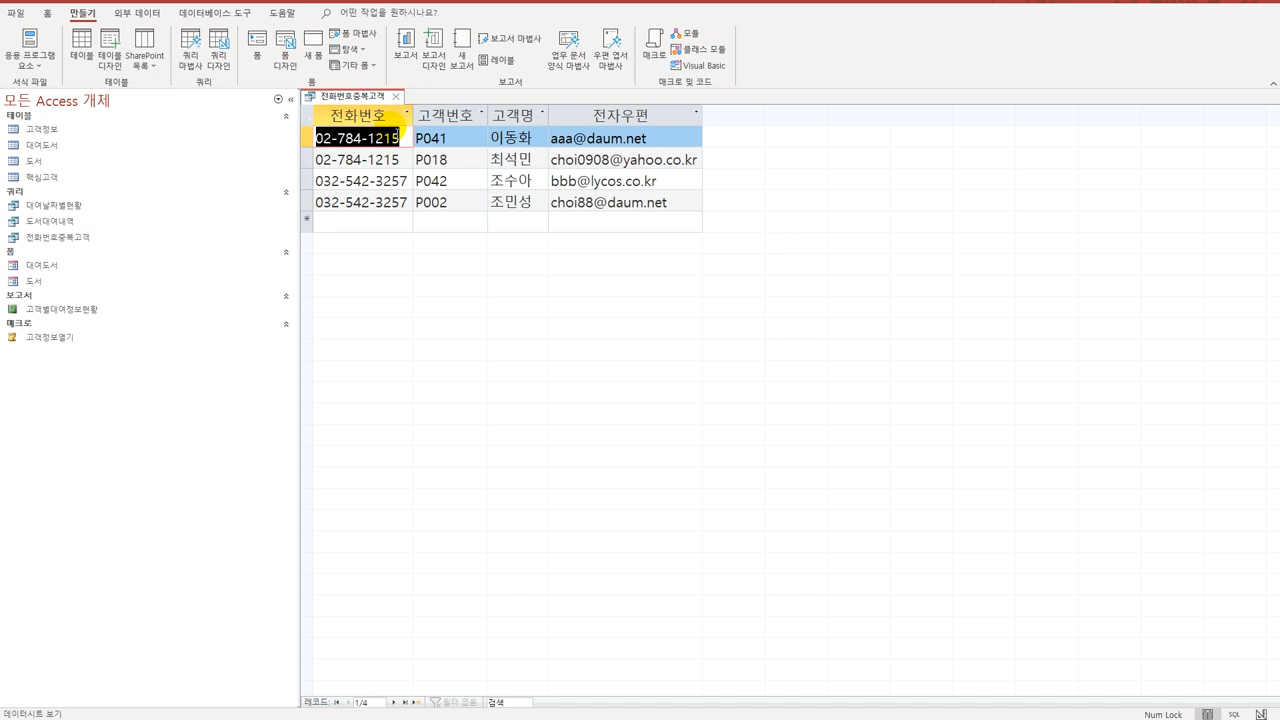 파일 홈 만들기 외부 데이터 데이터베이스 도구 도움말 어떤 작업을 원하시나요?
응용 프로그램 요소
테이블
테이블 디자인
SharePoint 목록
쿼리 마법사
쿼리 디자인
폼
폼 디자인
새 폼
폼 마법사
탐색
기타 폼
보고서
보고서 디자인
새 보고서
보고서 마법사
레이블
업무 문서 양식 마법사
우편 엽서 마법사
매크로
모듈
클래스 모듈
Visual Basic
서식 파일 테이블 쿼리 폼 보고서 매크로 및 코드
모든 Access 개체
테이블
고객정보
대여도서
도서
핵심고객
쿼리
대여날짜별현황
도서대여내역
전화번호중복고객
폼
대여도서
도서
보고서
고객별대여정보현황
매크로
고객정보열기
전화번호중복고객
전화번호 고객번호 고객명 전자우편
02-784-1215 P041 이동화 aaa@daum.net
02-784-1215 P018 최석민 choi0908@yahoo.co.kr
032-542-3257 P042 조수아 bbb@lycos.co.kr
032-542-3257 P002 조민성 choi88@daum.net
레코드: 1/4 필터 없음 검색
데이터시트 보기 Num Lock SQL